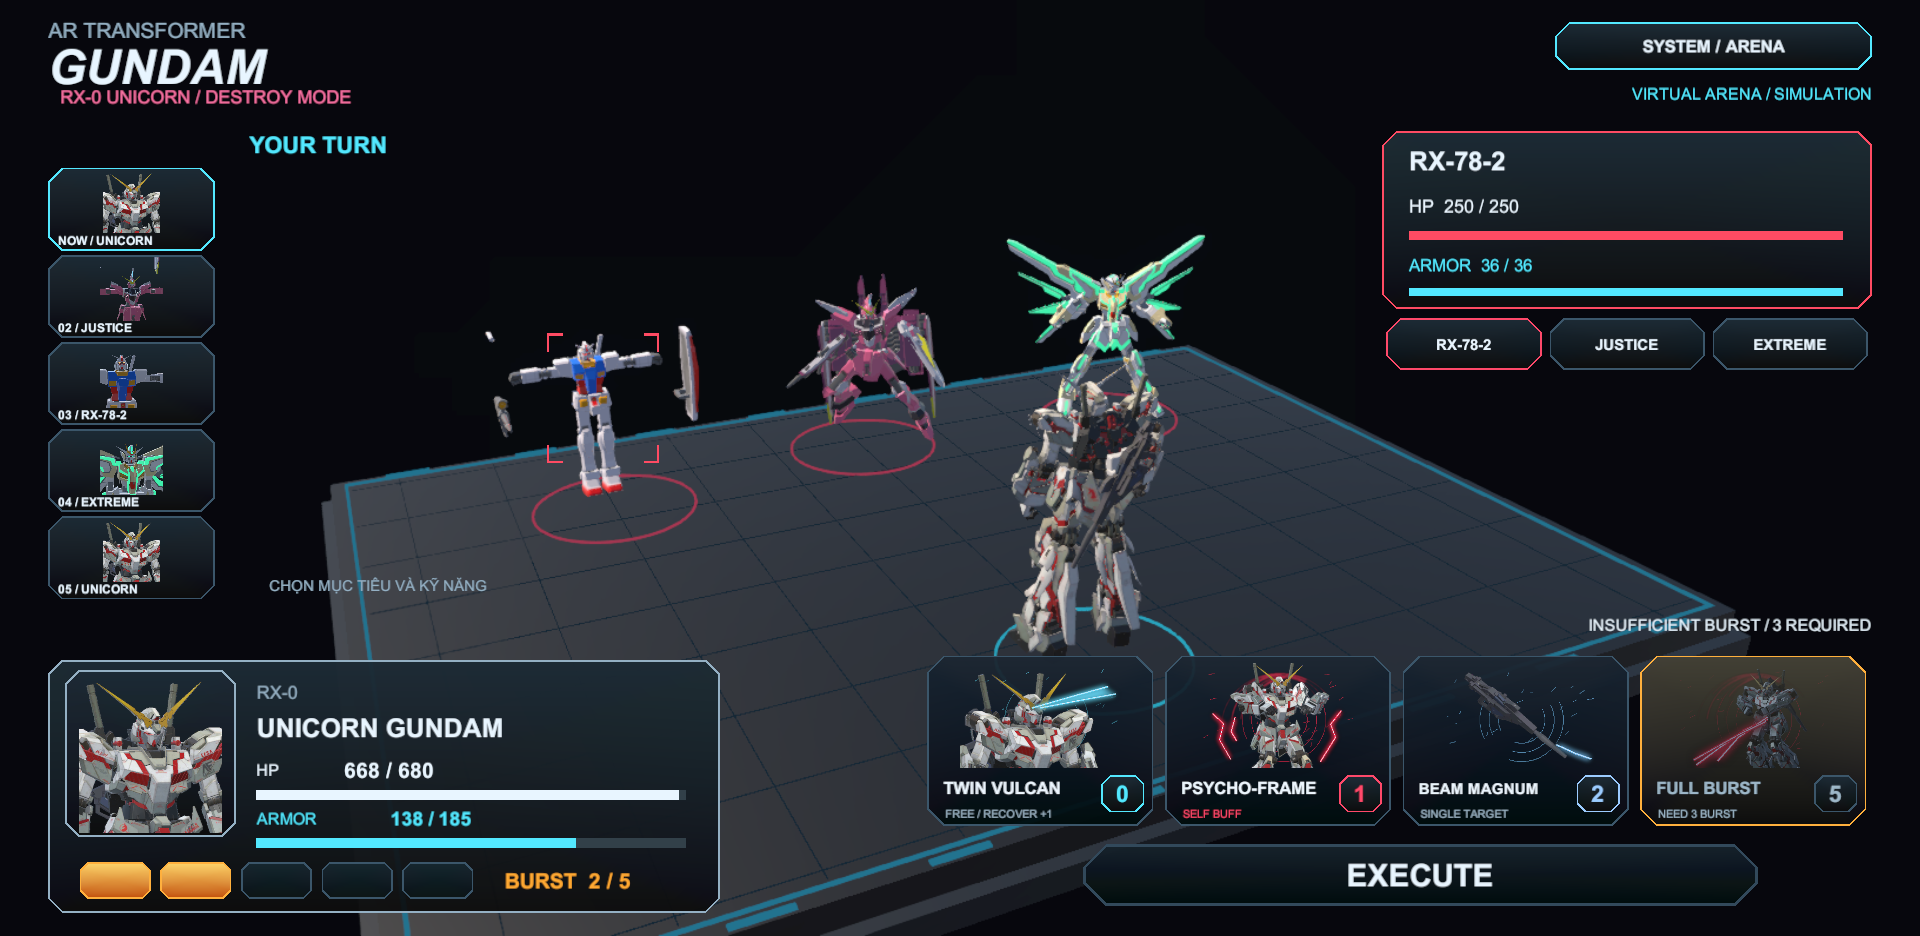 AR TRANSFORMER
GUNDAM
RX-0 UNICORN / DESTROY MODE
SYSTEM / ARENA
VIRTUAL ARENA / SIMULATION
YOUR TURN
NOW / UNICORN
02 / JUSTICE
03 / RX-78-2
04 / EXTREME
05 / UNICORN
RX-78-2
HP 250 / 250
ARMOR 36 / 36
RX-78-2
JUSTICE
EXTREME
CHỌN MỤC TIÊU VÀ KỸ NĂNG
INSUFFICIENT BURST / 3 REQUIRED
RX-0
UNICORN GUNDAM
HP 668 / 680
ARMOR 138 / 185
BURST 2 / 5
TWIN VULCAN 0
FREE / RECOVER +1
PSYCHO-FRAME 1
SELF BUFF
BEAM MAGNUM 2
SINGLE TARGET
FULL BURST 5
NEED 3 BURST
EXECUTE